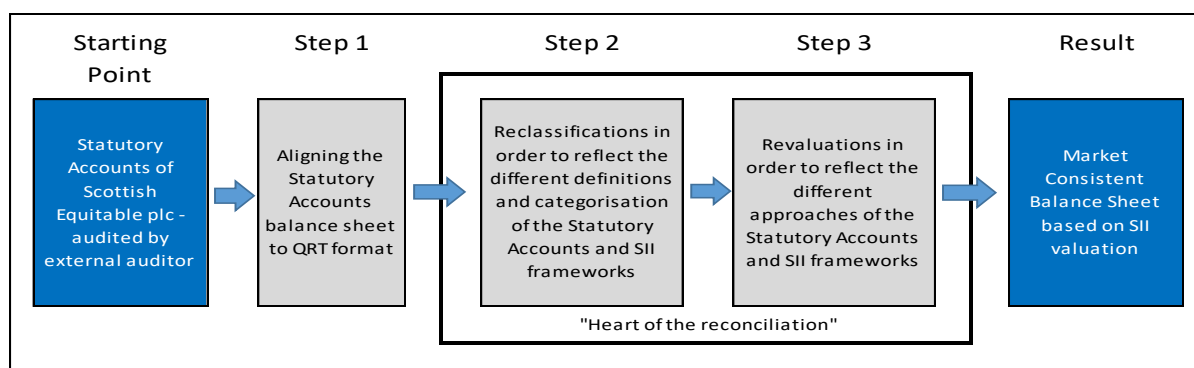 Starting
Point
Step 1
Step 2
Step 3
Result
Statutory
Accounts of
Scottish
Equitable plc -
audited by
external auditor
Aligning the
Statutory
Accounts
balance sheet
to QRT format
Reclassifications in
order to reflect the
different definitions
and categorisation
of the Statutory
Accounts and SII
frameworks
Revaluations in
order to reflect the
different
approaches of the
Statutory Accounts
and SII frameworks
Market
Consistent
Balance Sheet
based on SII
valuation
"Heart of the reconciliation"